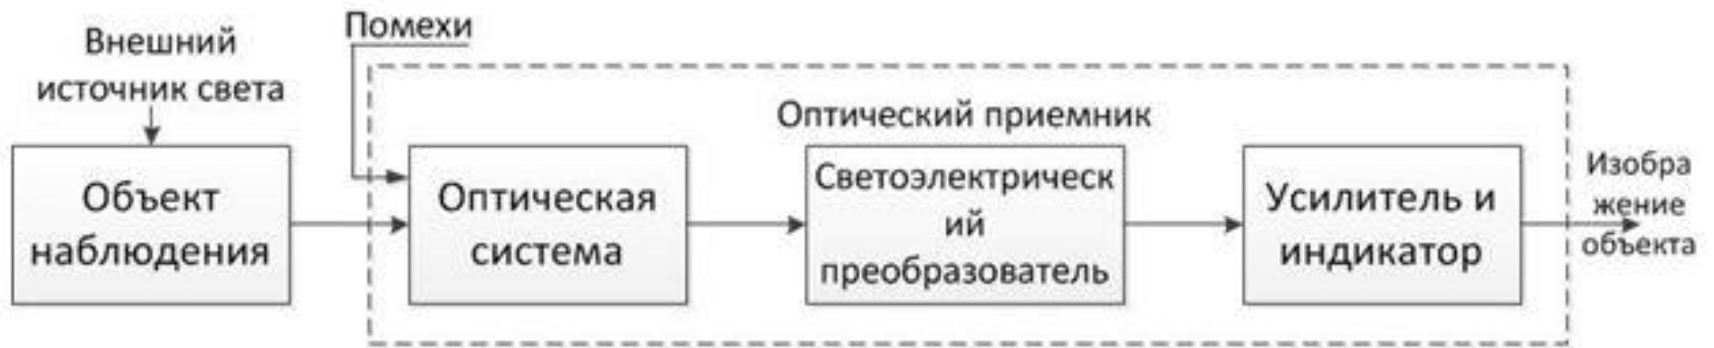 Внешний
источник света
Помехи
Оптический приемник
Объект
наблюдения
Оптическая
система
Светоэлектрическ
ий
преобразователь
Усилитель и
индикатор
Изобра
жение
объекта